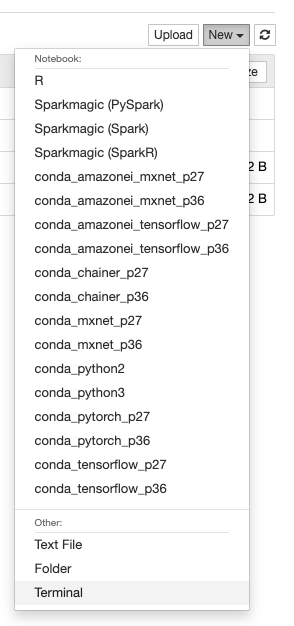 Upload New
Notebook:
ze
R
Sparkmagic (PySpark)
Sparkmagic (Spark)
Sparkmagic (SparkR)
2 B
conda_amazonei_mxnet_p27
conda_amazonei_mxnet_p36
2 B
conda_amazonei_tensorflow_p27
conda_amazonei_tensorflow_p36
conda_chainer_p27
conda_chainer_p36
conda_mxnet_p27
conda_mxnet_p36
conda_python2
conda_python3
conda_pytorch_p27
conda_pytorch_p36
conda_tensorflow_p27
conda_tensorflow_p36
Other:
Text File
Folder
Terminal